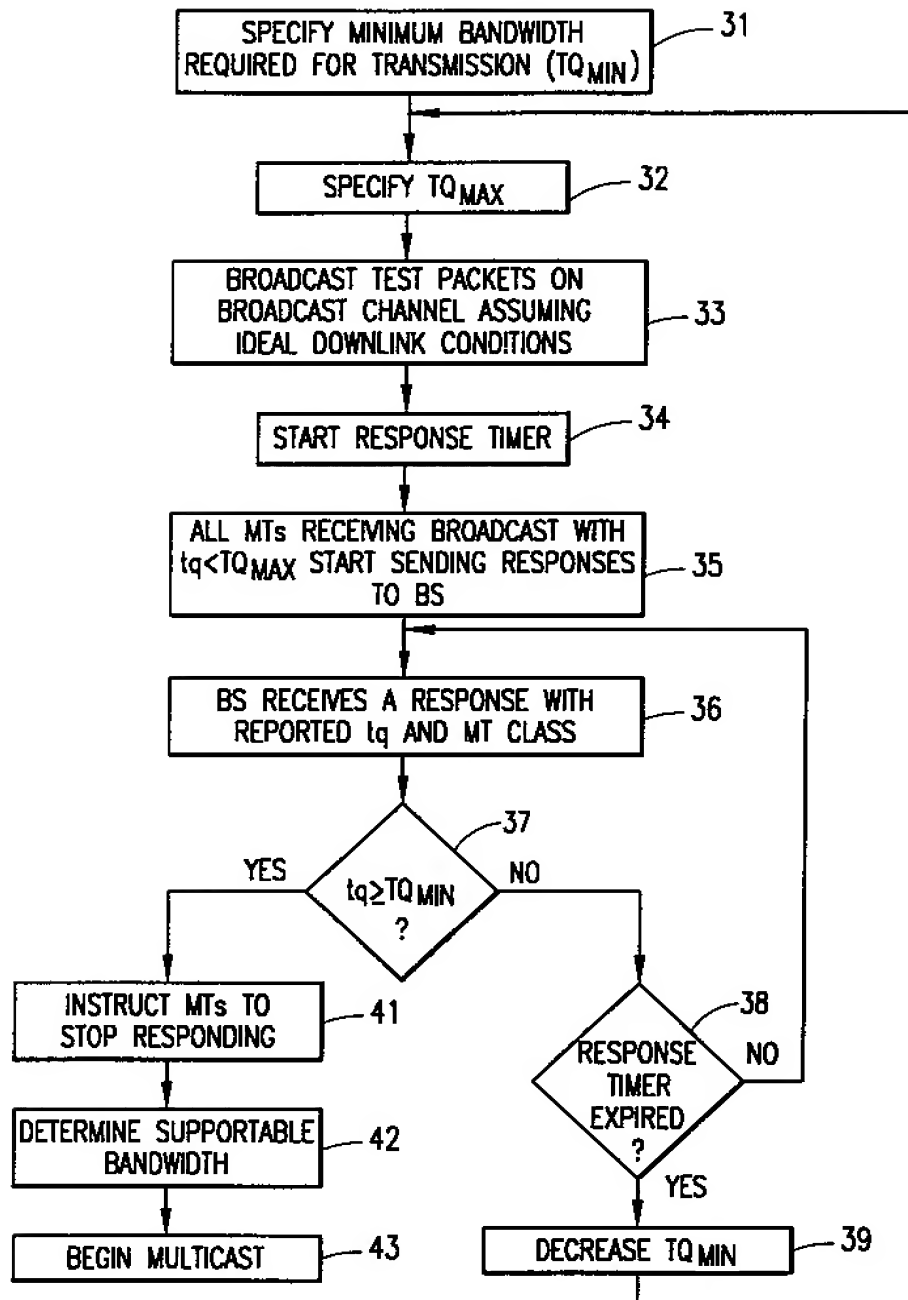 SPECIFY MINIMUM BANDWIDTH
REQUIRED FOR TRANSMISSION (TQMIN)
31
SPECIFY TQMAX
32
BROADCAST TEST PACKETS ON
BROADCAST CHANNEL ASSUMING
IDEAL DOWNLINK CONDITIONS
33
START RESPONSE TIMER
34
ALL MTs RECEIVING BROADCAST WITH
tq<TQMAX START SENDING RESPONSES
TO BS
35
BS RECEIVES A RESPONSE WITH
REPORTED tq AND MT CLASS
36
37
YES
tq≥TQMIN
?
NO
INSTRUCT MTs TO
STOP RESPONDING
41
38
RESPONSE
TIMER
EXPIRED
?
NO
YES
DETERMINE SUPPORTABLE
BANDWIDTH
42
BEGIN MULTICAST
43
DECREASE TQMIN
39